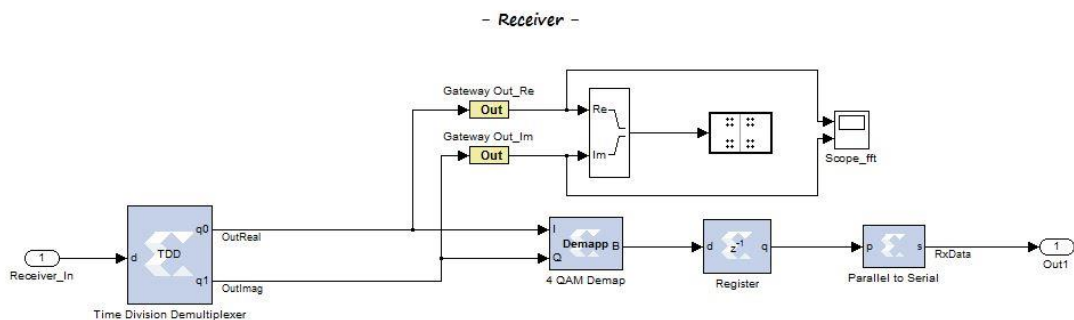 - Receiver -
Gateway Out_Re
Out
Re
Gateway Out_Im
Out
Im
Scope_fft
1
Receiver_In
d
TDD
q0
q1
Time Division Demultiplexer
OutReal
OutImag
I
Q
Demapp
B
4 QAM Demap
d
z-1
q
Register
p
s
Parallel to Serial
RxData
1
Out1